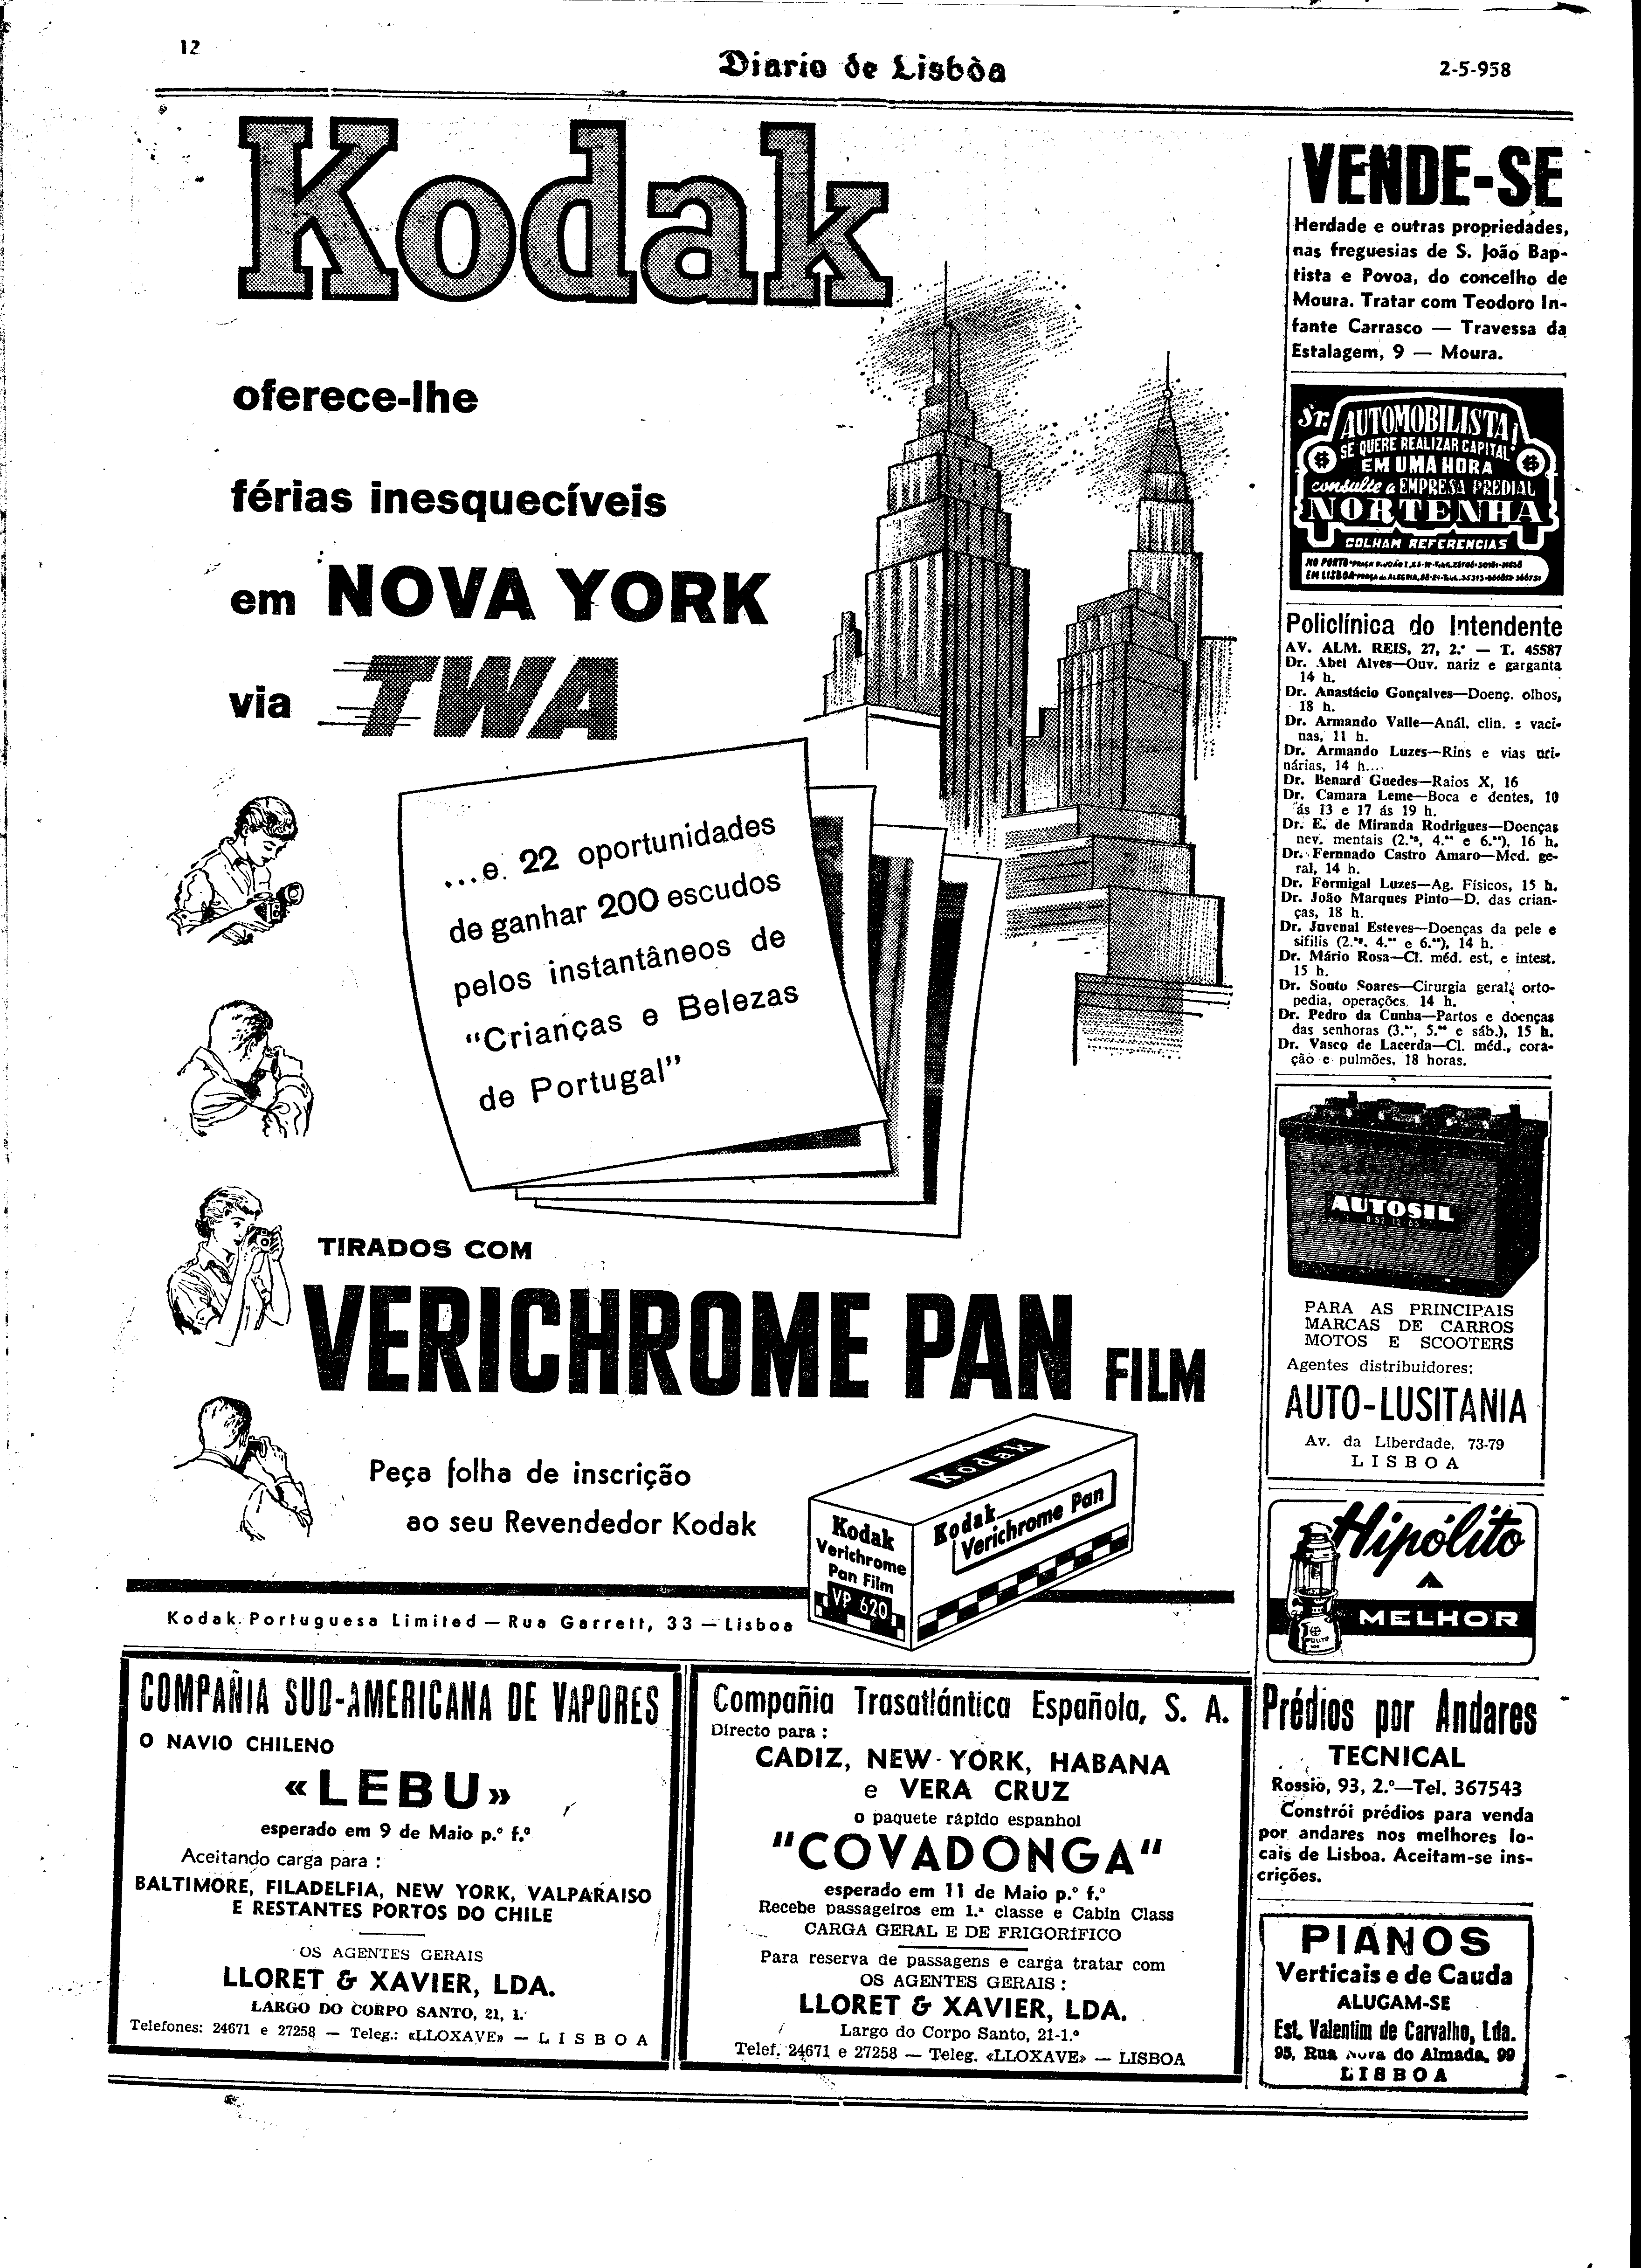 12
Diario de Lisbôa
2-5-958
Kodak
oferece-lhe
férias inesquecíveis
em NOVA YORK
via TWA
...e 22 oportunidades
de ganhar 200 escudos
pelos instantâneos de
"Crianças e Belezas
de Portugal"
TIRADOS COM
VERICHROME PAN FILM
Peça folha de inscrição
ao seu Revendedor Kodak
Kodak
Kodak
Verichrome Pan
Kodak
Verichrome
Pan Film
VP 620
Kodak Portuguesa Limited — Rua Garrett, 33 — Lisboa
COMPAÑIA SUD-AMERICANA DE VAPORES
O NAVIO CHILENO
«LEBU»
esperado em 9 de Maio p.º f.º
Aceitando carga para :
BALTIMORE, FILADELFIA, NEW YORK, VALPARAISO
E RESTANTES PORTOS DO CHILE
OS AGENTES GERAIS
LLORET & XAVIER, LDA.
LARGO DO CORPO SANTO, 21, 1.
Telefones: 24671 e 27258 — Teleg.: «LLOXAVE» — LISBOA
Compañia Trasatlántica Española, S. A.
Directo para :
CADIZ, NEW-YORK, HABANA
e VERA CRUZ
o paquete rápido espanhol
"COVADONGA"
esperado em 11 de Maio p.º f.º
Recebe passageiros em 1.ª classe e Cabin Class
CARGA GERAL E DE FRIGORÍFICO
Para reserva de passagens e carga tratar com
OS AGENTES GERAIS :
LLORET & XAVIER, LDA.
Largo do Corpo Santo, 21-1.º
Telef. 24671 e 27258 — Teleg. «LLOXAVE» — LISBOA
VENDE-SE
Herdade e outras propriedades,
nas freguesias de S. João Bap-
tista e Povoa, do concelho de
Moura. Tratar com Teodoro In-
fante Carrasco — Travessa da
Estalagem, 9 — Moura.
Sr. AUTOMOBILISTA!
SE QUERE REALIZAR CAPITAL
EM UMA HORA
consulte a EMPRESA PREDIAL
NORTENHA
COLHAM REFERENCIAS
NO PORTO
EM LISBOA
Policlínica do Intendente
AV. ALM. REIS, 27, 2.º — T. 45587
Dr. Abel Alves—Ouv. nariz e garganta
14 h.
Dr. Anastácio Gonçalves—Doenç. olhos,
18 h.
Dr. Armando Valle—Anál. clin. e vaci-
nas, 11 h.
Dr. Armando Luzes—Rins e vias uri-
nárias, 14 h.
Dr. Benard Guedes—Raios X, 16
Dr. Camara Leme—Boca e dentes, 10
ás 13 e 17 ás 19 h.
Dr. E. de Miranda Rodrigues—Doenças
nev. mentais (2.ªˢ, 4.ªˢ e 6.ªˢ), 16 h.
Dr. Fernnado Castro Amaro—Med. ge-
ral, 14 h.
Dr. Formigal Luzes—Ag. Físicos, 15 h.
Dr. João Marques Pinto—D. das crian-
ças, 18 h.
Dr. Juvenal Esteves—Doenças da pele e
sifilis (2.ªˢ, 4.ªˢ e 6.ªˢ), 14 h.
Dr. Mário Rosa—Cl. méd. est, e intest.
15 h.
Dr. Souto Soares—Cirurgia geral, orto-
pedia, operações, 14 h.
Dr. Pedro da Cunha—Partos e doenças
das senhoras (3.ªˢ, 5.ªˢ e sáb.), 15 h.
Dr. Vasco de Lacerda—Cl. méd., cora-
ção e pulmões, 18 horas.
AUTOSIL
PARA AS PRINCIPAIS
MARCAS DE CARROS
MOTOS E SCOOTERS
Agentes distribuidores:
AUTO-LUSITANIA
Av. da Liberdade, 73-79
LISBOA
Hipólito
MELHOR
Prédios por Andares
TECNICAL
Rossio, 93, 2.º—Tel. 367543
Constrói prédios para venda
por andares nos melhores lo-
cais de Lisboa. Aceitam-se ins-
crições.
PIANOS
Verticais e de Cauda
ALUGAM-SE
Est. Valentim de Carvalho, Lda.
95, Rua Nova do Almada, 99
LISBOA